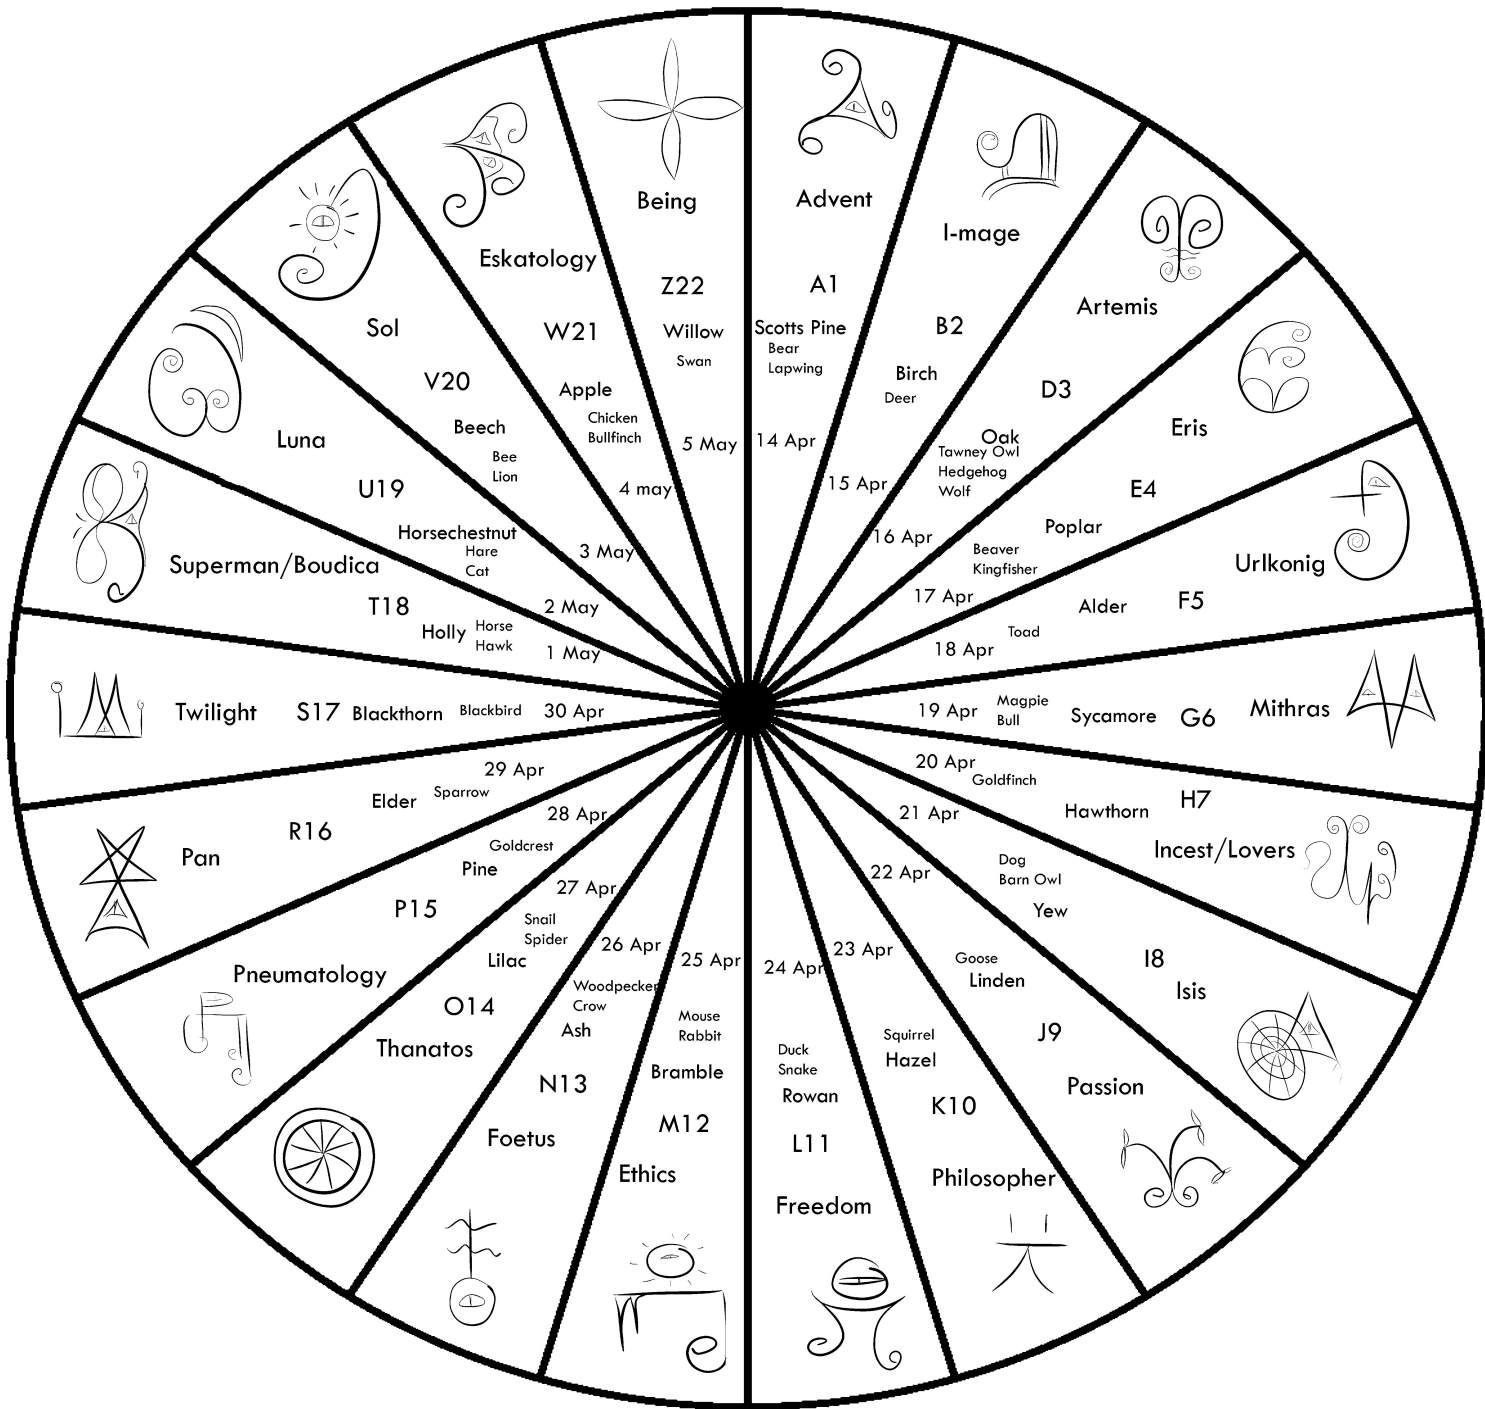 Advent
A1
Scotts Pine
Bear
Lapwing
14 Apr
I-mage
B2
Birch
Deer
15 Apr
Artemis
D3
Oak
Tawney Owl
Hedgehog
Wolf
16 Apr
Eris
E4
Poplar
Beaver
Kingfisher
17 Apr
Urlkonig
F5
Alder
Toad
18 Apr
Mithras
G6
Sycamore
Magpie
Bull
19 Apr
20 Apr
Goldfinch
Hawthorn
H7
Incest/Lovers
21 Apr
Dog
Barn Owl
Yew
I8
Isis
22 Apr
Goose
Linden
J9
Passion
23 Apr
Squirrel
Hazel
K10
Philosopher
24 Apr
Duck
Snake
Rowan
L11
Freedom
25 Apr
Mouse
Rabbit
Bramble
M12
Ethics
26 Apr
Woodpecker
Crow
Ash
N13
Foetus
27 Apr
Snail
Spider
Lilac
O14
Thanatos
28 Apr
Goldcrest
Pine
P15
Pneumatology
29 Apr
Sparrow
Elder
R16
Pan
Twilight
S17
Blackthorn
Blackbird
30 Apr
Superman/Boudica
T18
Holly
Horse
Hawk
1 May
Luna
U19
Horsechestnut
Hare
Cat
2 May
Sol
V20
Beech
Bee
Lion
3 May
Eskatology
W21
Apple
Chicken
Bullfinch
4 may
Being
Z22
Willow
Swan
5 May